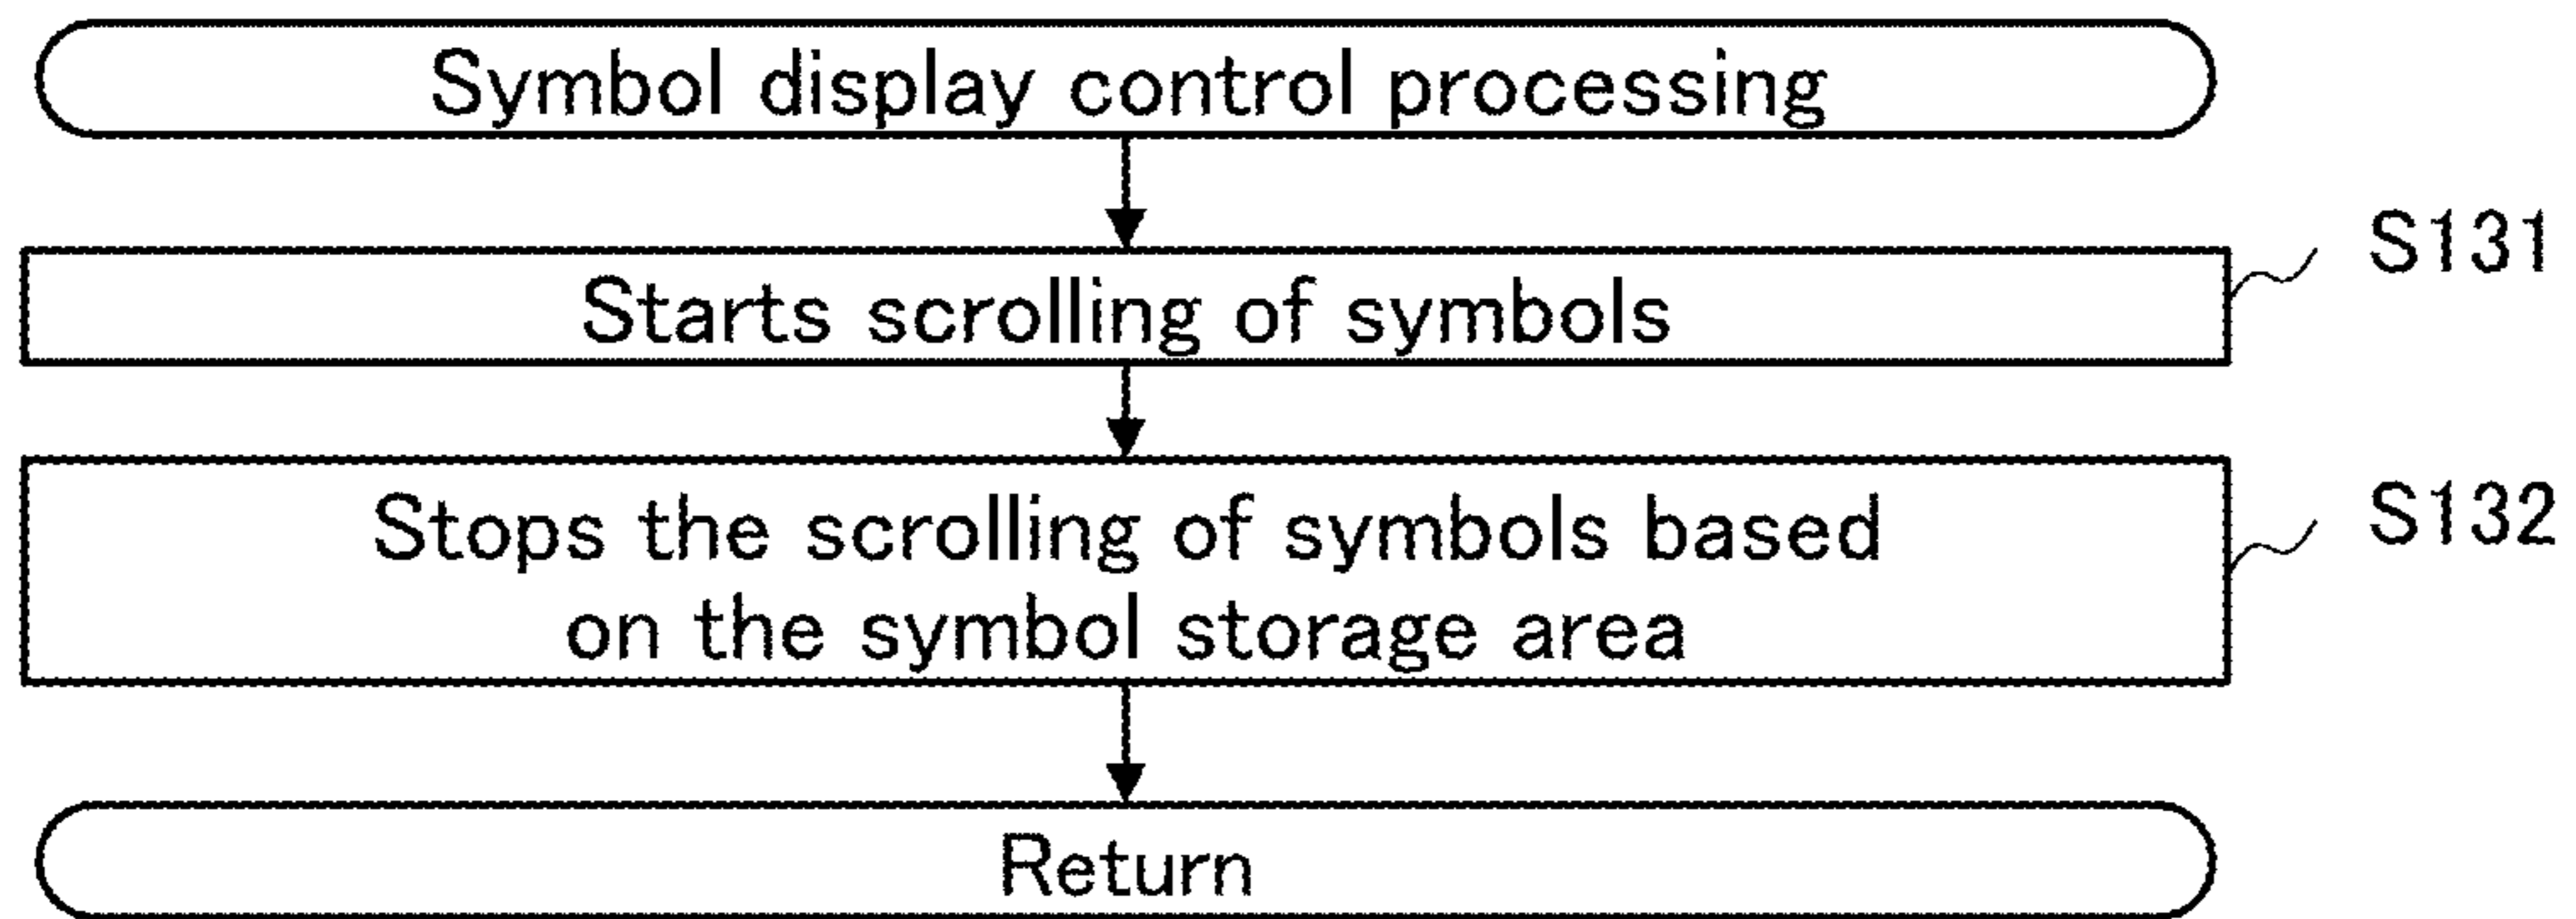 Symbol display control processing
Starts scrolling of symbols
S131
Stops the scrolling of symbols based
on the symbol storage area
S132
Return